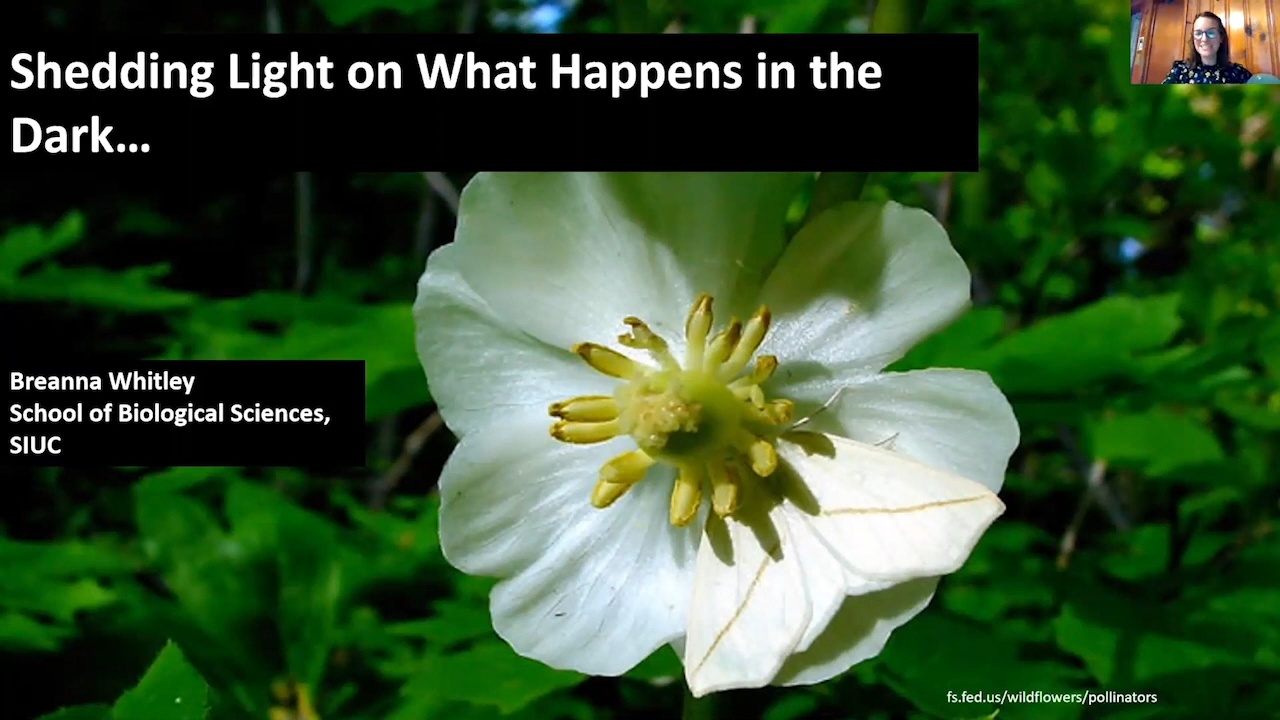 Shedding Light on What Happens in the
Dark...
Breanna Whitley
School of Biological Sciences,
SIUC
fs.fed.us/wildflowers/pollinators